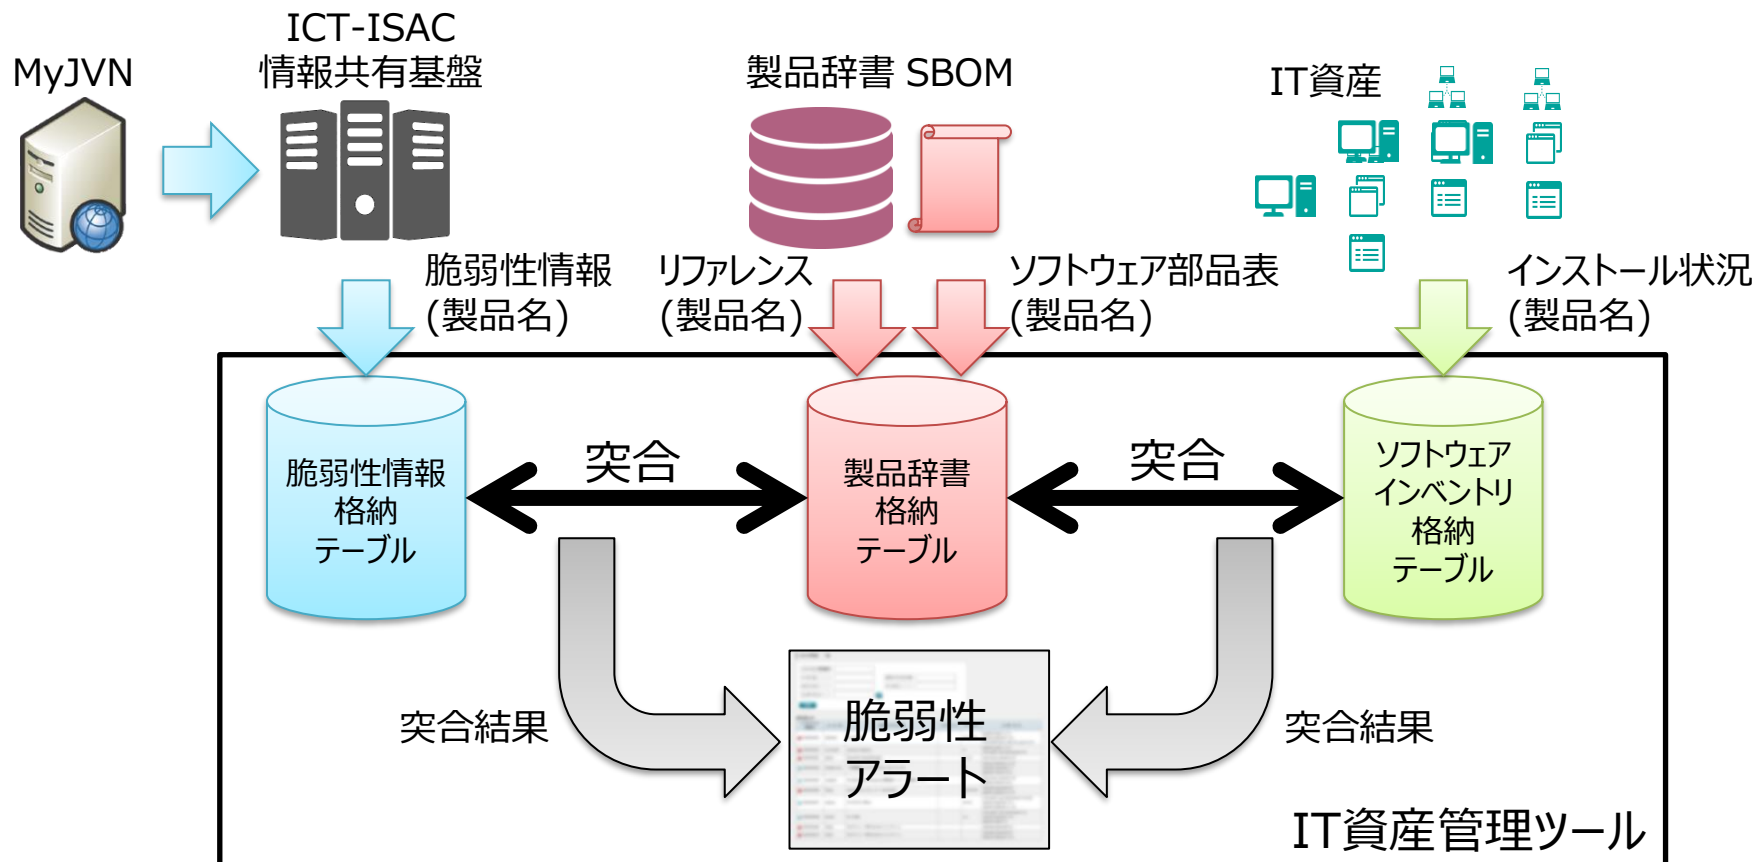 MyJVN
ICT-ISAC
情報共有基盤
製品辞書 SBOM
IT資産
脆弱性情報
(製品名)
リファレンス
(製品名)
ソフトウェア部品表
(製品名)
インストール状況
(製品名)
脆弱性情報
格納
テーブル
突合
製品辞書
格納
テーブル
突合
ソフトウェア
インベントリ
格納
テーブル
突合結果
脆弱性
アラート
突合結果
IT資産管理ツール